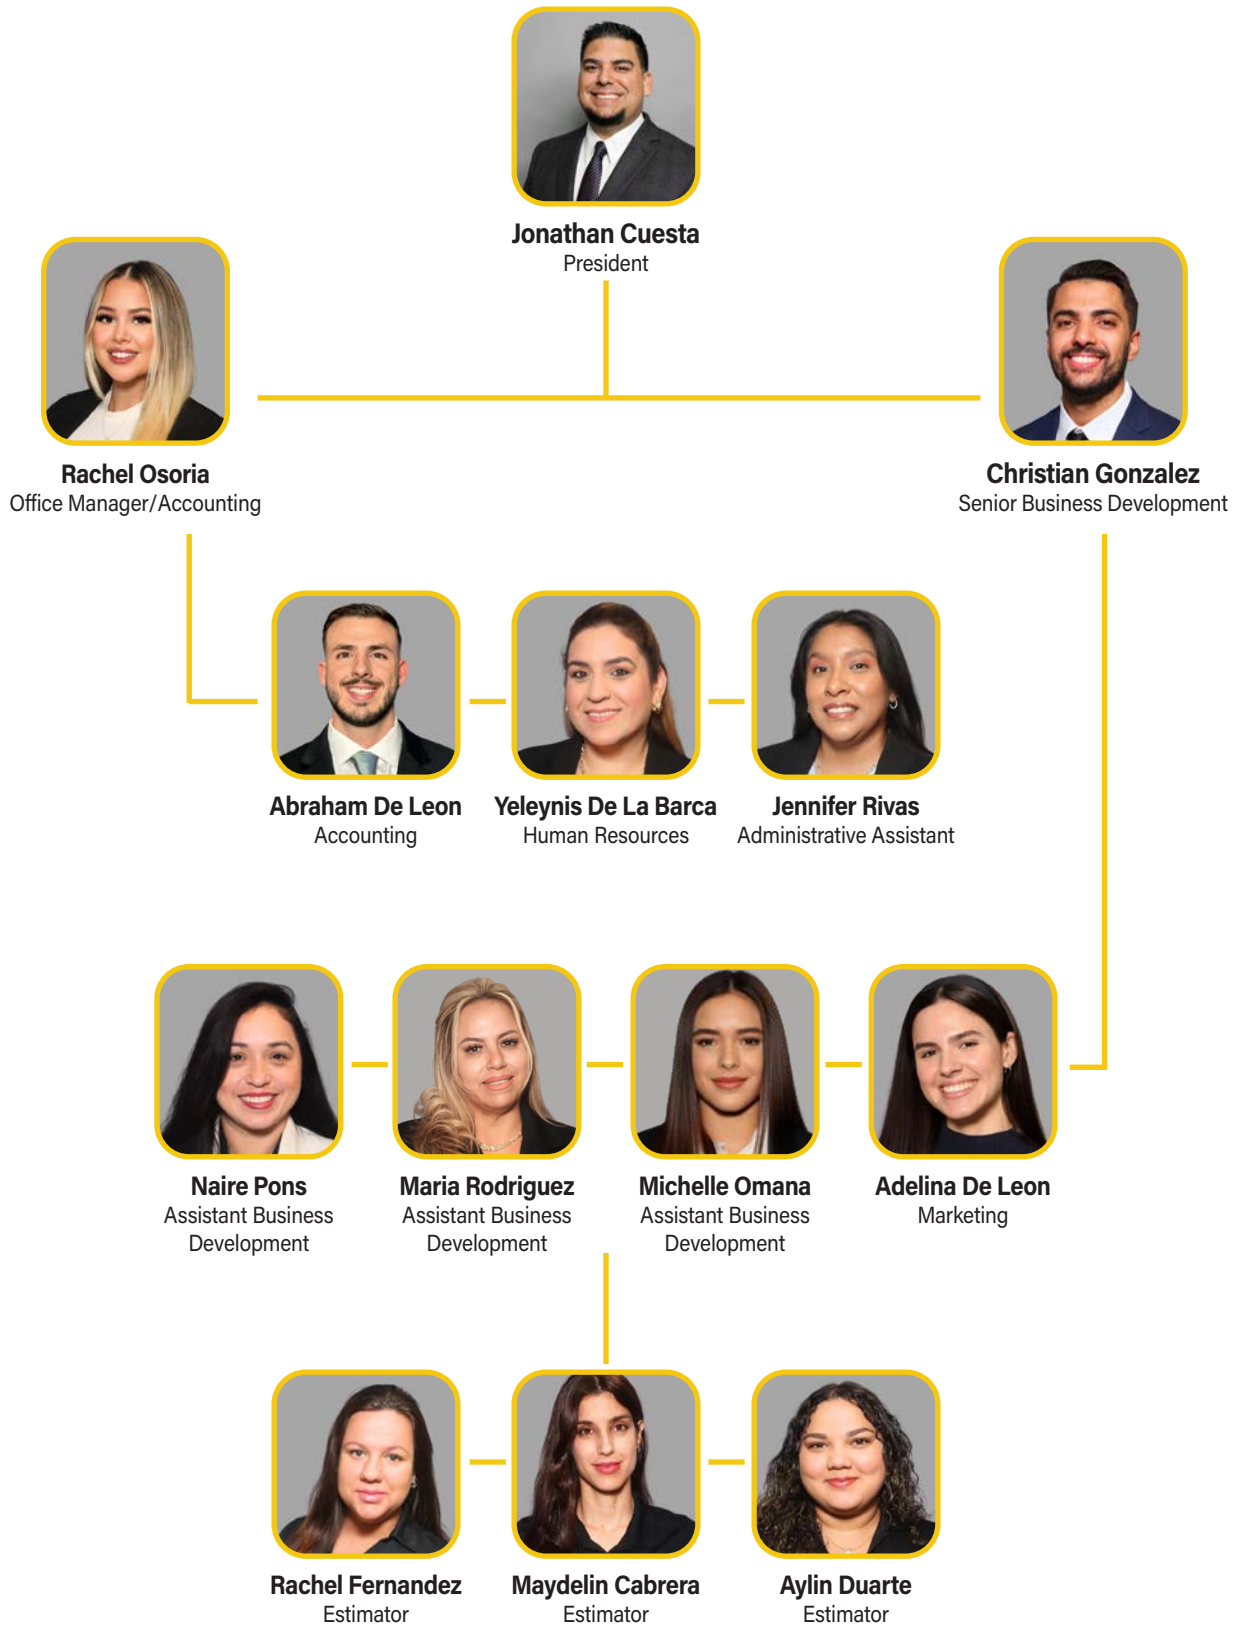 Jonathan Cuesta
President
Rachel Osoria
Office Manager/Accounting
Christian Gonzalez
Senior Business Development
Abraham De Leon
Accounting
Yeleynis De La Barca
Human Resources
Jennifer Rivas
Administrative Assistant
Naire Pons
Assistant Business
Development
Maria Rodriguez
Assistant Business
Development
Michelle Omana
Assistant Business
Development
Adelina De Leon
Marketing
Rachel Fernandez
Estimator
Maydelin Cabrera
Estimator
Aylin Duarte
Estimator